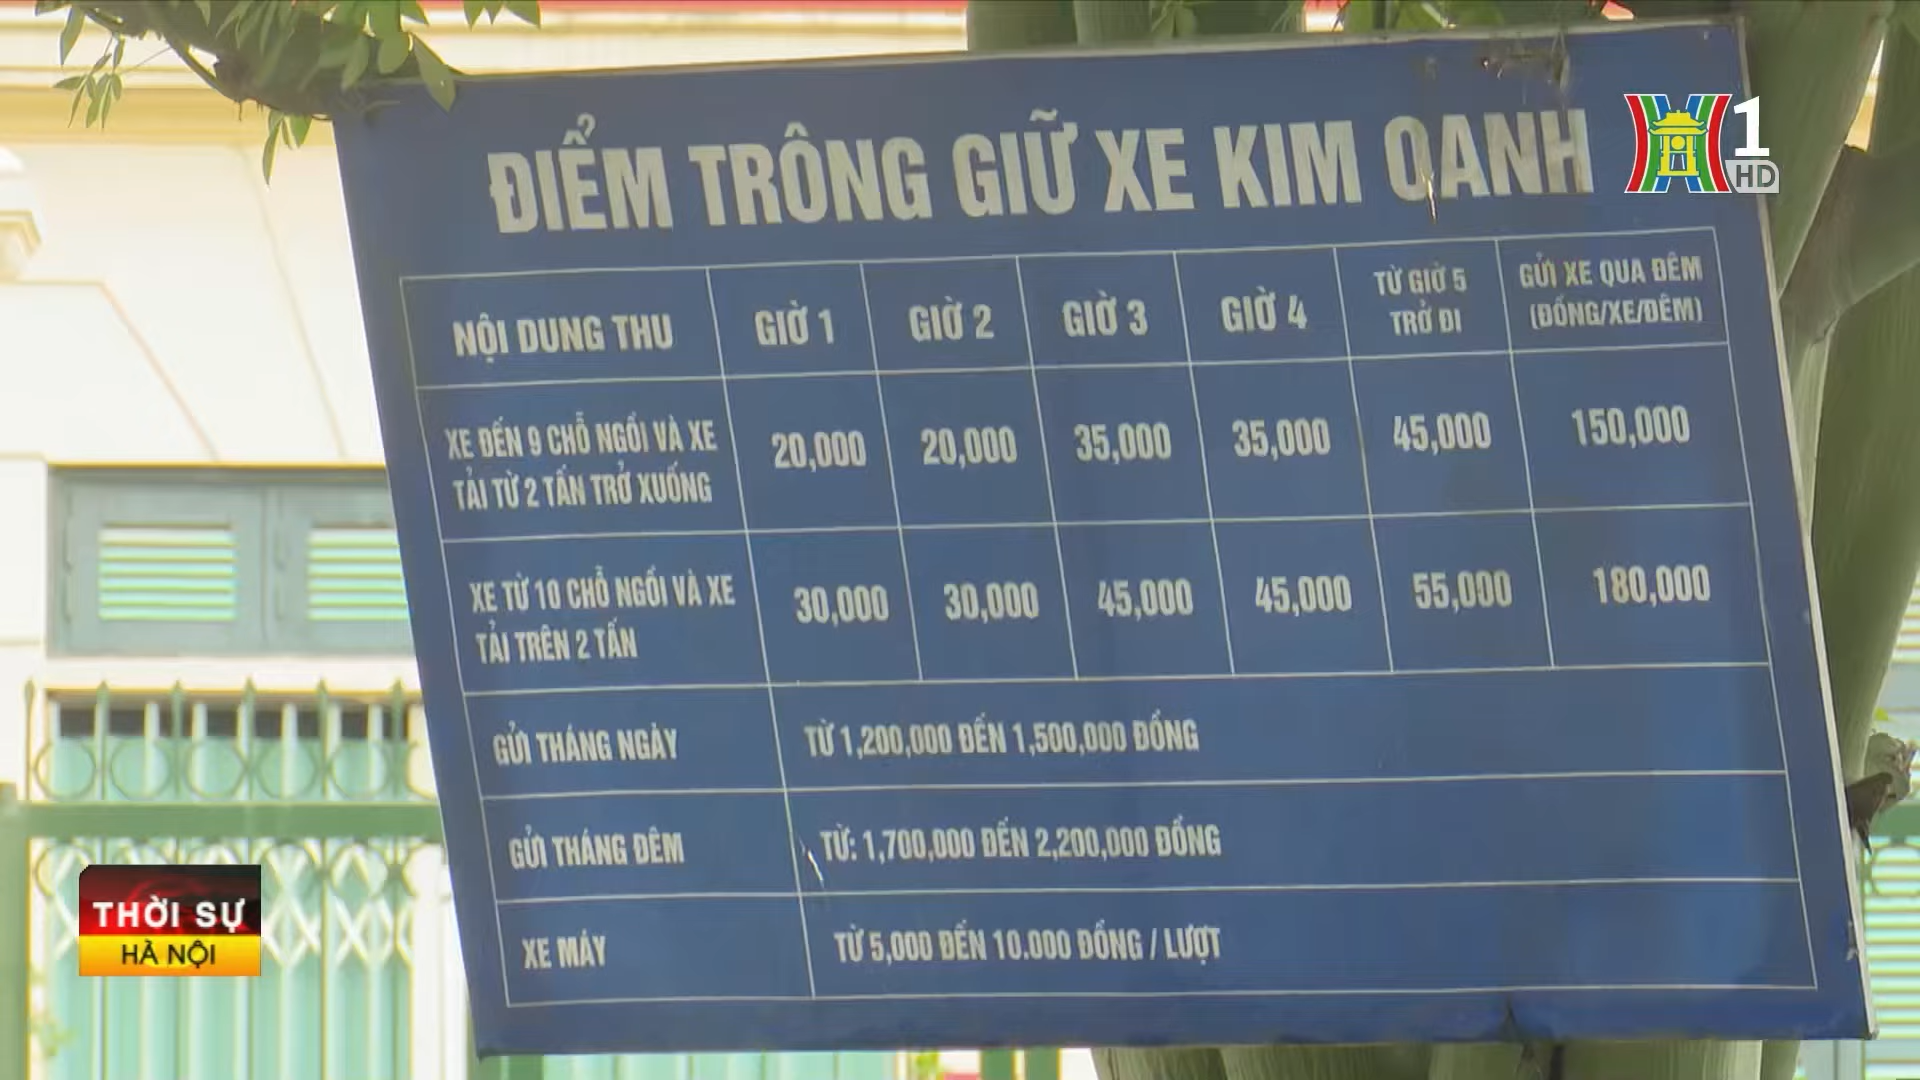 ĐIỂM TRÔNG GIỮ XE KIM OANH
1
HD
NỘI DUNG THU
GIỜ 1
GIỜ 2
GIỜ 3
GIỜ 4
TỪ GIỜ 5
TRỞ ĐI
GỬI XE QUA ĐÊM
(ĐỒNG/XE/ĐÊM)
XE ĐẾN 9 CHỖ NGỒI VÀ XE
TẢI TỪ 2 TẤN TRỞ XUỐNG
20,000
20,000
35,000
35,000
45,000
150,000
XE TỪ 10 CHỖ NGỒI VÀ XE
TẢI TRÊN 2 TẤN
30,000
30,000
45,000
45,000
55,000
180,000
GỬI THÁNG NGÀY
TỪ 1,200,000 ĐẾN 1,500,000 ĐỒNG
GỬI THÁNG ĐÊM
TỪ: 1,700,000 ĐẾN 2,200,000 ĐỒNG
XE MÁY
TỪ 5,000 ĐẾN 10.000 ĐỒNG / LƯỢT
THỜI SỰ
HÀ NỘI